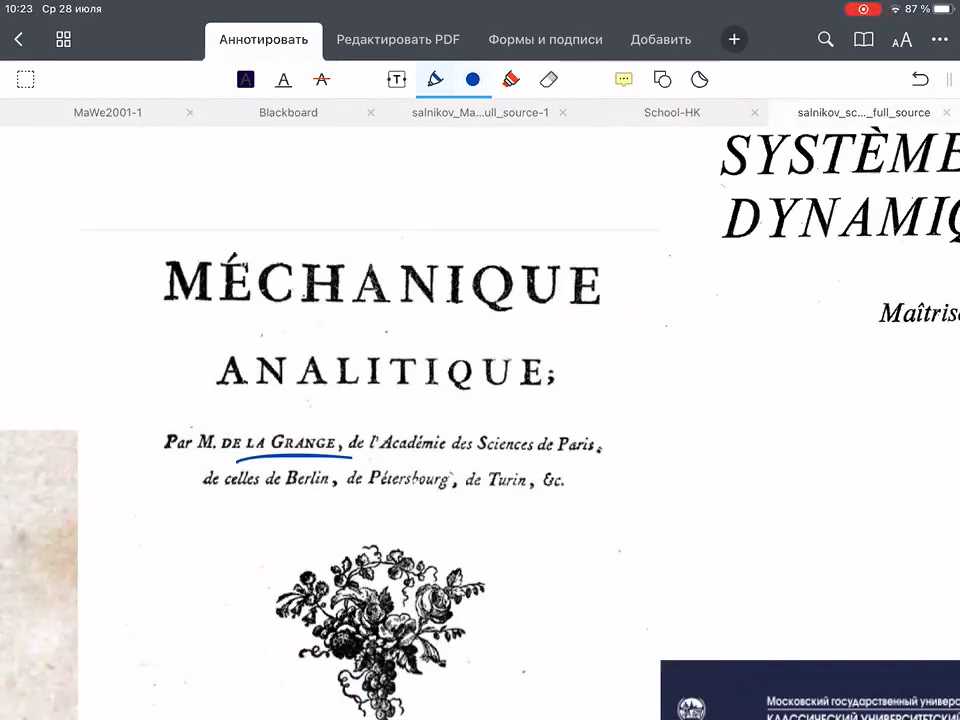 10:23 Ср 28 июля
87 %
Аннотировать
Редактировать PDF
Формы и подписи
Добавить
MaWe2001-1
Blackboard
salnikov_Ma...ull_source-1
School-HK
salnikov_sc..._full_source
SYSTÈME
DYNAMIQ
Maîtris
MÉCHANIQUE
ANALITIQUE;
Par M. DE LA GRANGE, de l'Académie des Sciences de Paris,
de celles de Berlin, de Pétersbourg, de Turin, &c.
Московский государственный универс
КЛАССИЧЕСКИЙ УНИВЕРСИТЕТСКИЙ